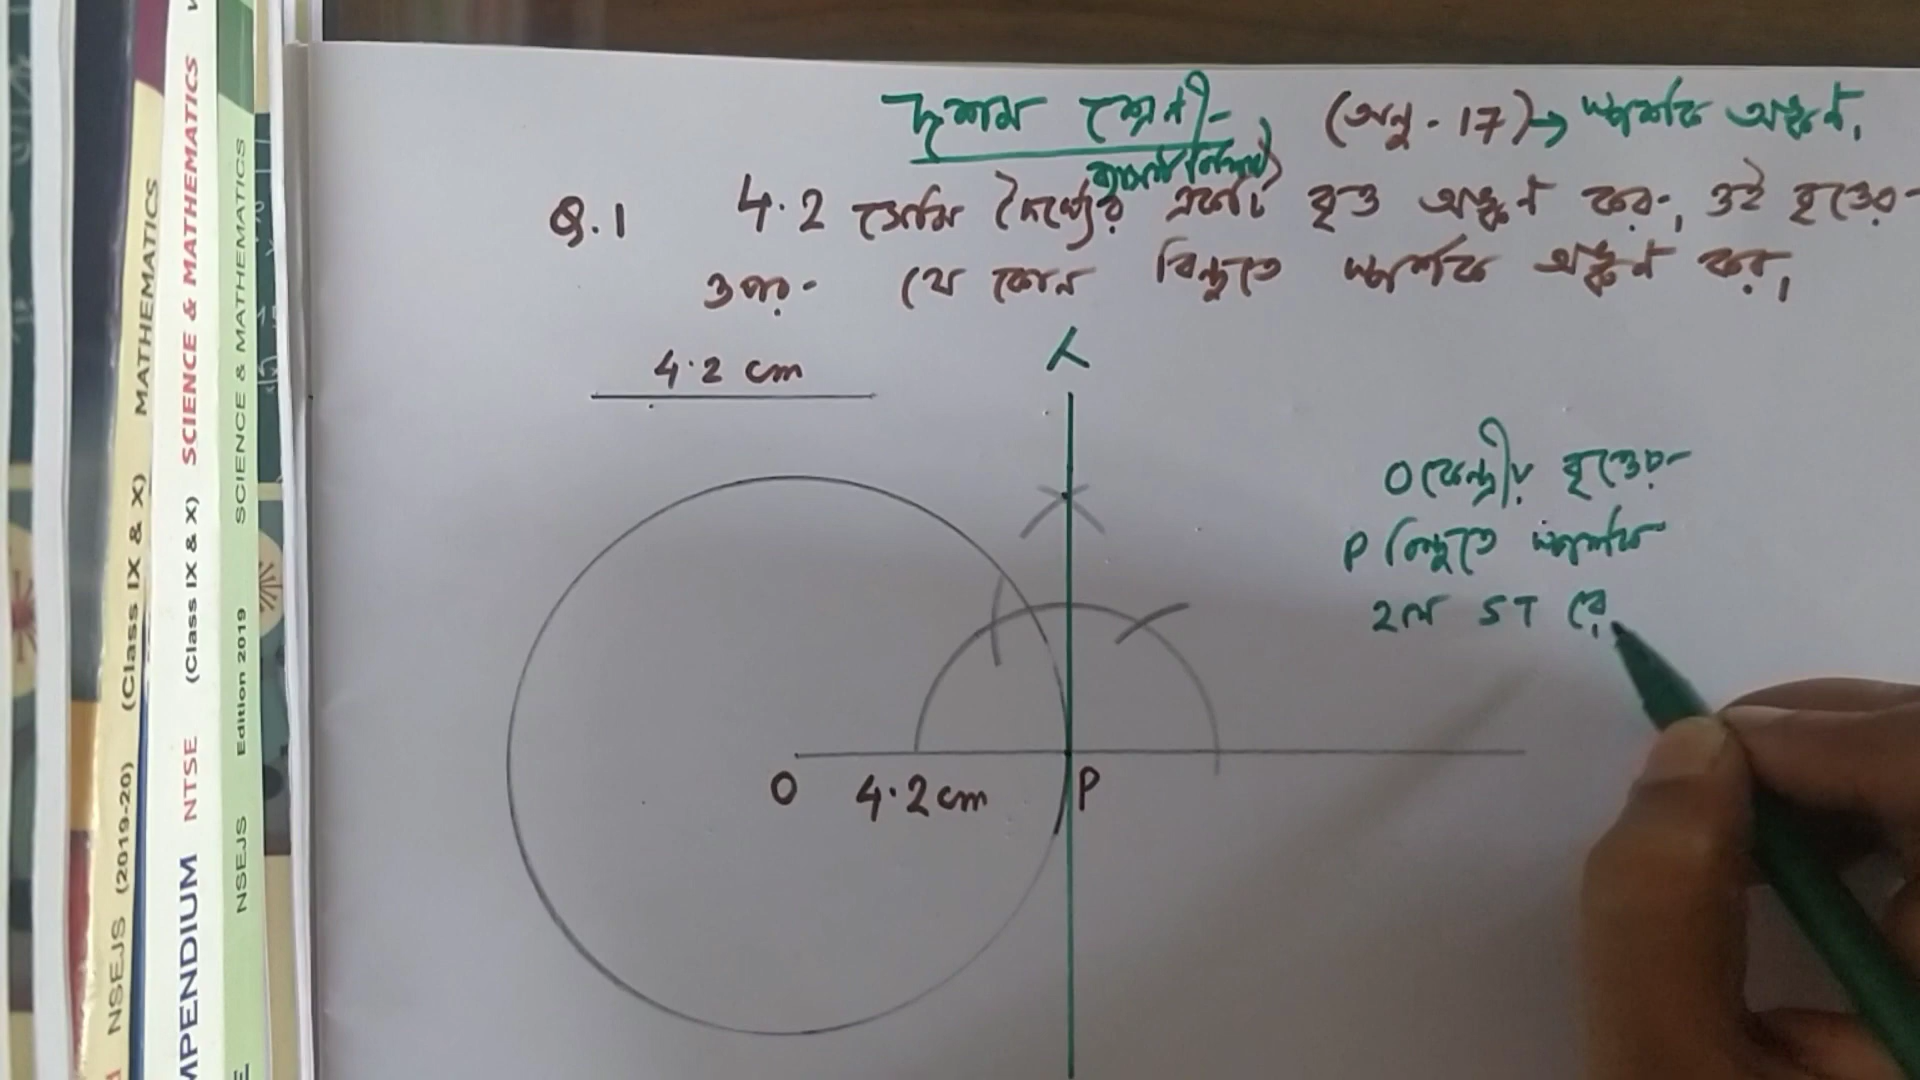 দশম শ্রেণী (অনু - 17) → স্পর্শক অঙ্কন।
Q.1 4.2 সেমি দৈর্ঘ্যের একটি বৃত্ত অঙ্কন কর, ওই বৃত্তের
ওপর যে কোন বিন্দুতে স্পর্শক অঙ্কন কর।
4.2 cm
O কেন্দ্রীয় বৃত্তের
P বিন্দুতে স্পর্শক
হল ST রে
O 4.2cm P
MATHEMATICS
(Class IX & X)
NSEJS (2019-20)
SCIENCE & MATHEMATICS
(Class IX & X)
NTSE
MPENDIUM
SCIENCE & MATHEMATICS
Edition 2019
NSEJS